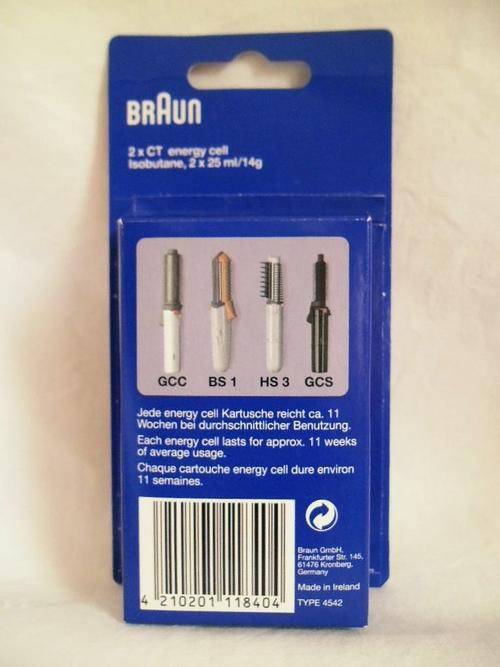 BRAUN
2 x CT energy cell
Isobutane, 2 x 25 ml/14g
GCC BS 1 HS 3 GCS
Jede energy cell Kartusche reicht ca. 11
Wochen bei durchschnittlicher Benutzung.
Each energy cell lasts for approx. 11 weeks
of average usage.
Chaque cartouche energy cell dure environ
11 semaines.
Braun GmbH,
Frankfurter Str. 145,
61476 Kronberg,
Germany
Made in Ireland
TYPE 4542
4 210201 118404